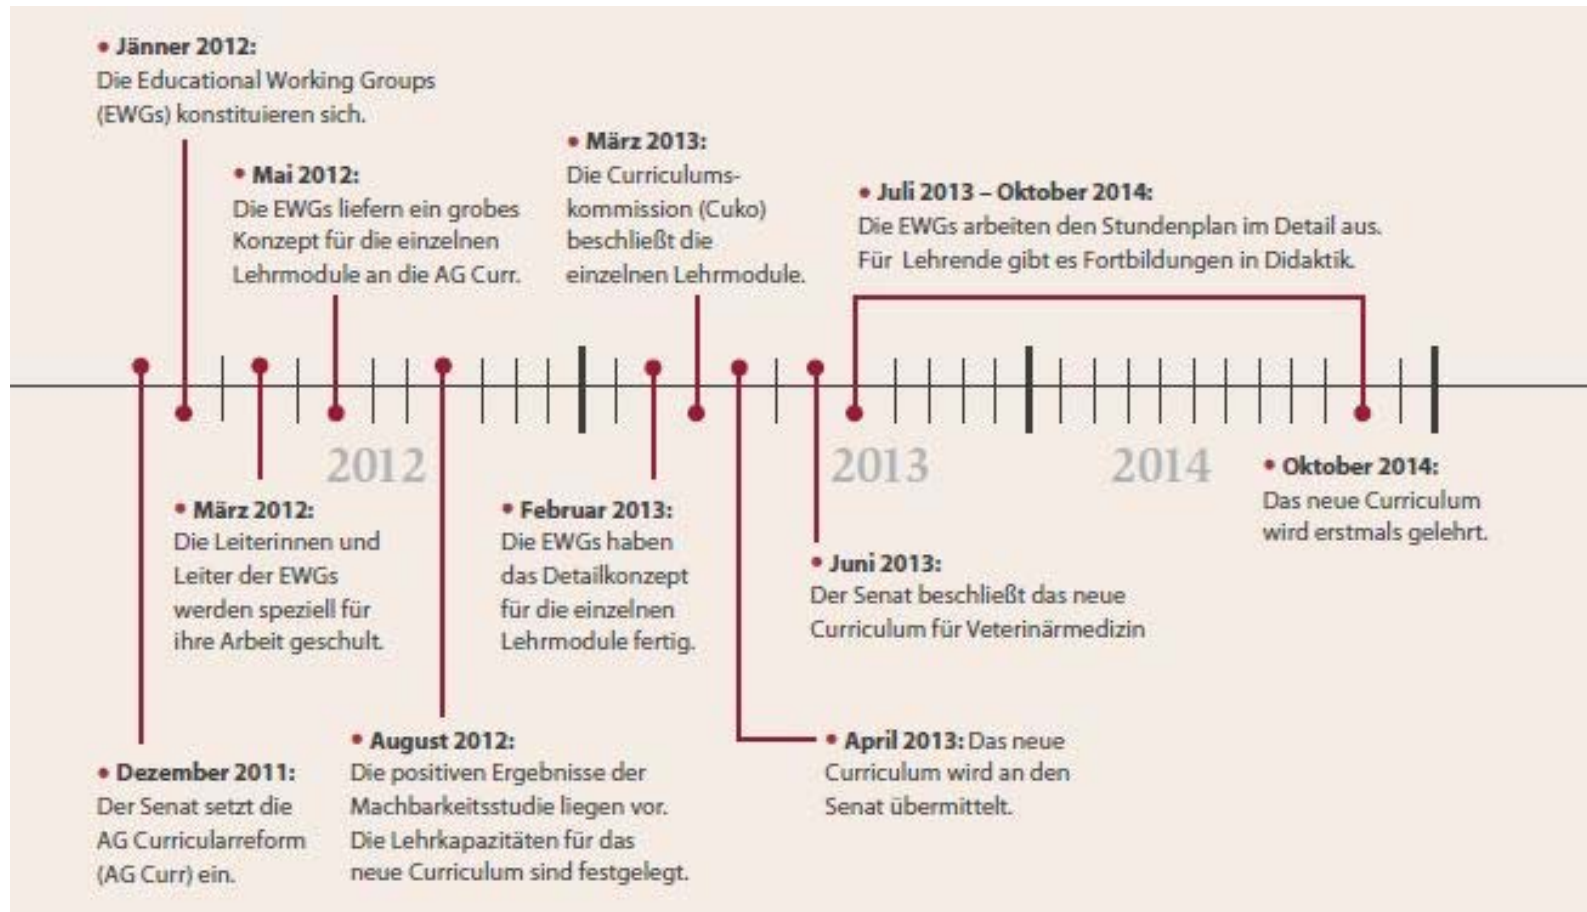 • Jänner 2012:
Die Educational Working Groups
(EWGs) konstituieren sich.
• Mai 2012:
Die EWGs liefern ein grobes
Konzept für die einzelnen
Lehrmodule an die AG Curr.
• März 2013:
Die Curriculums-
kommission (Cuko)
beschließt die
einzelnen Lehrmodule.
• Juli 2013 – Oktober 2014:
Die EWGs arbeiten den Stundenplan im Detail aus.
Für Lehrende gibt es Fortbildungen in Didaktik.
2012
2013
2014
• März 2012:
Die Leiterinnen und
Leiter der EWGs
werden speziell für
ihre Arbeit geschult.
• Februar 2013:
Die EWGs haben
das Detailkonzept
für die einzelnen
Lehrmodule fertig.
• Oktober 2014:
Das neue Curriculum
wird erstmals gelehrt.
• Juni 2013:
Der Senat beschließt das neue
Curriculum für Veterinärmedizin
• Dezember 2011:
Der Senat setzt die
AG Curricularreform
(AG Curr) ein.
• August 2012:
Die positiven Ergebnisse der
Machbarkeitsstudie liegen vor.
Die Lehrkapazitäten für das
neue Curriculum sind festgelegt.
• April 2013: Das neue
Curriculum wird an den
Senat übermittelt.